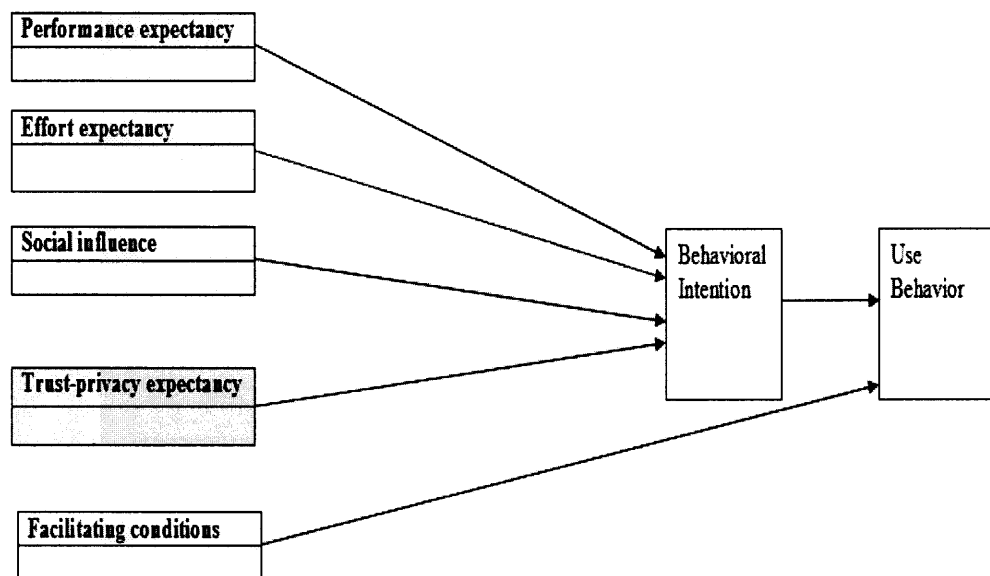 Performance expectancy
Effort expectancy
Social influence
Trust-privacy expectancy
Facilitating conditions
Behavioral
Intention
Use
Behavior